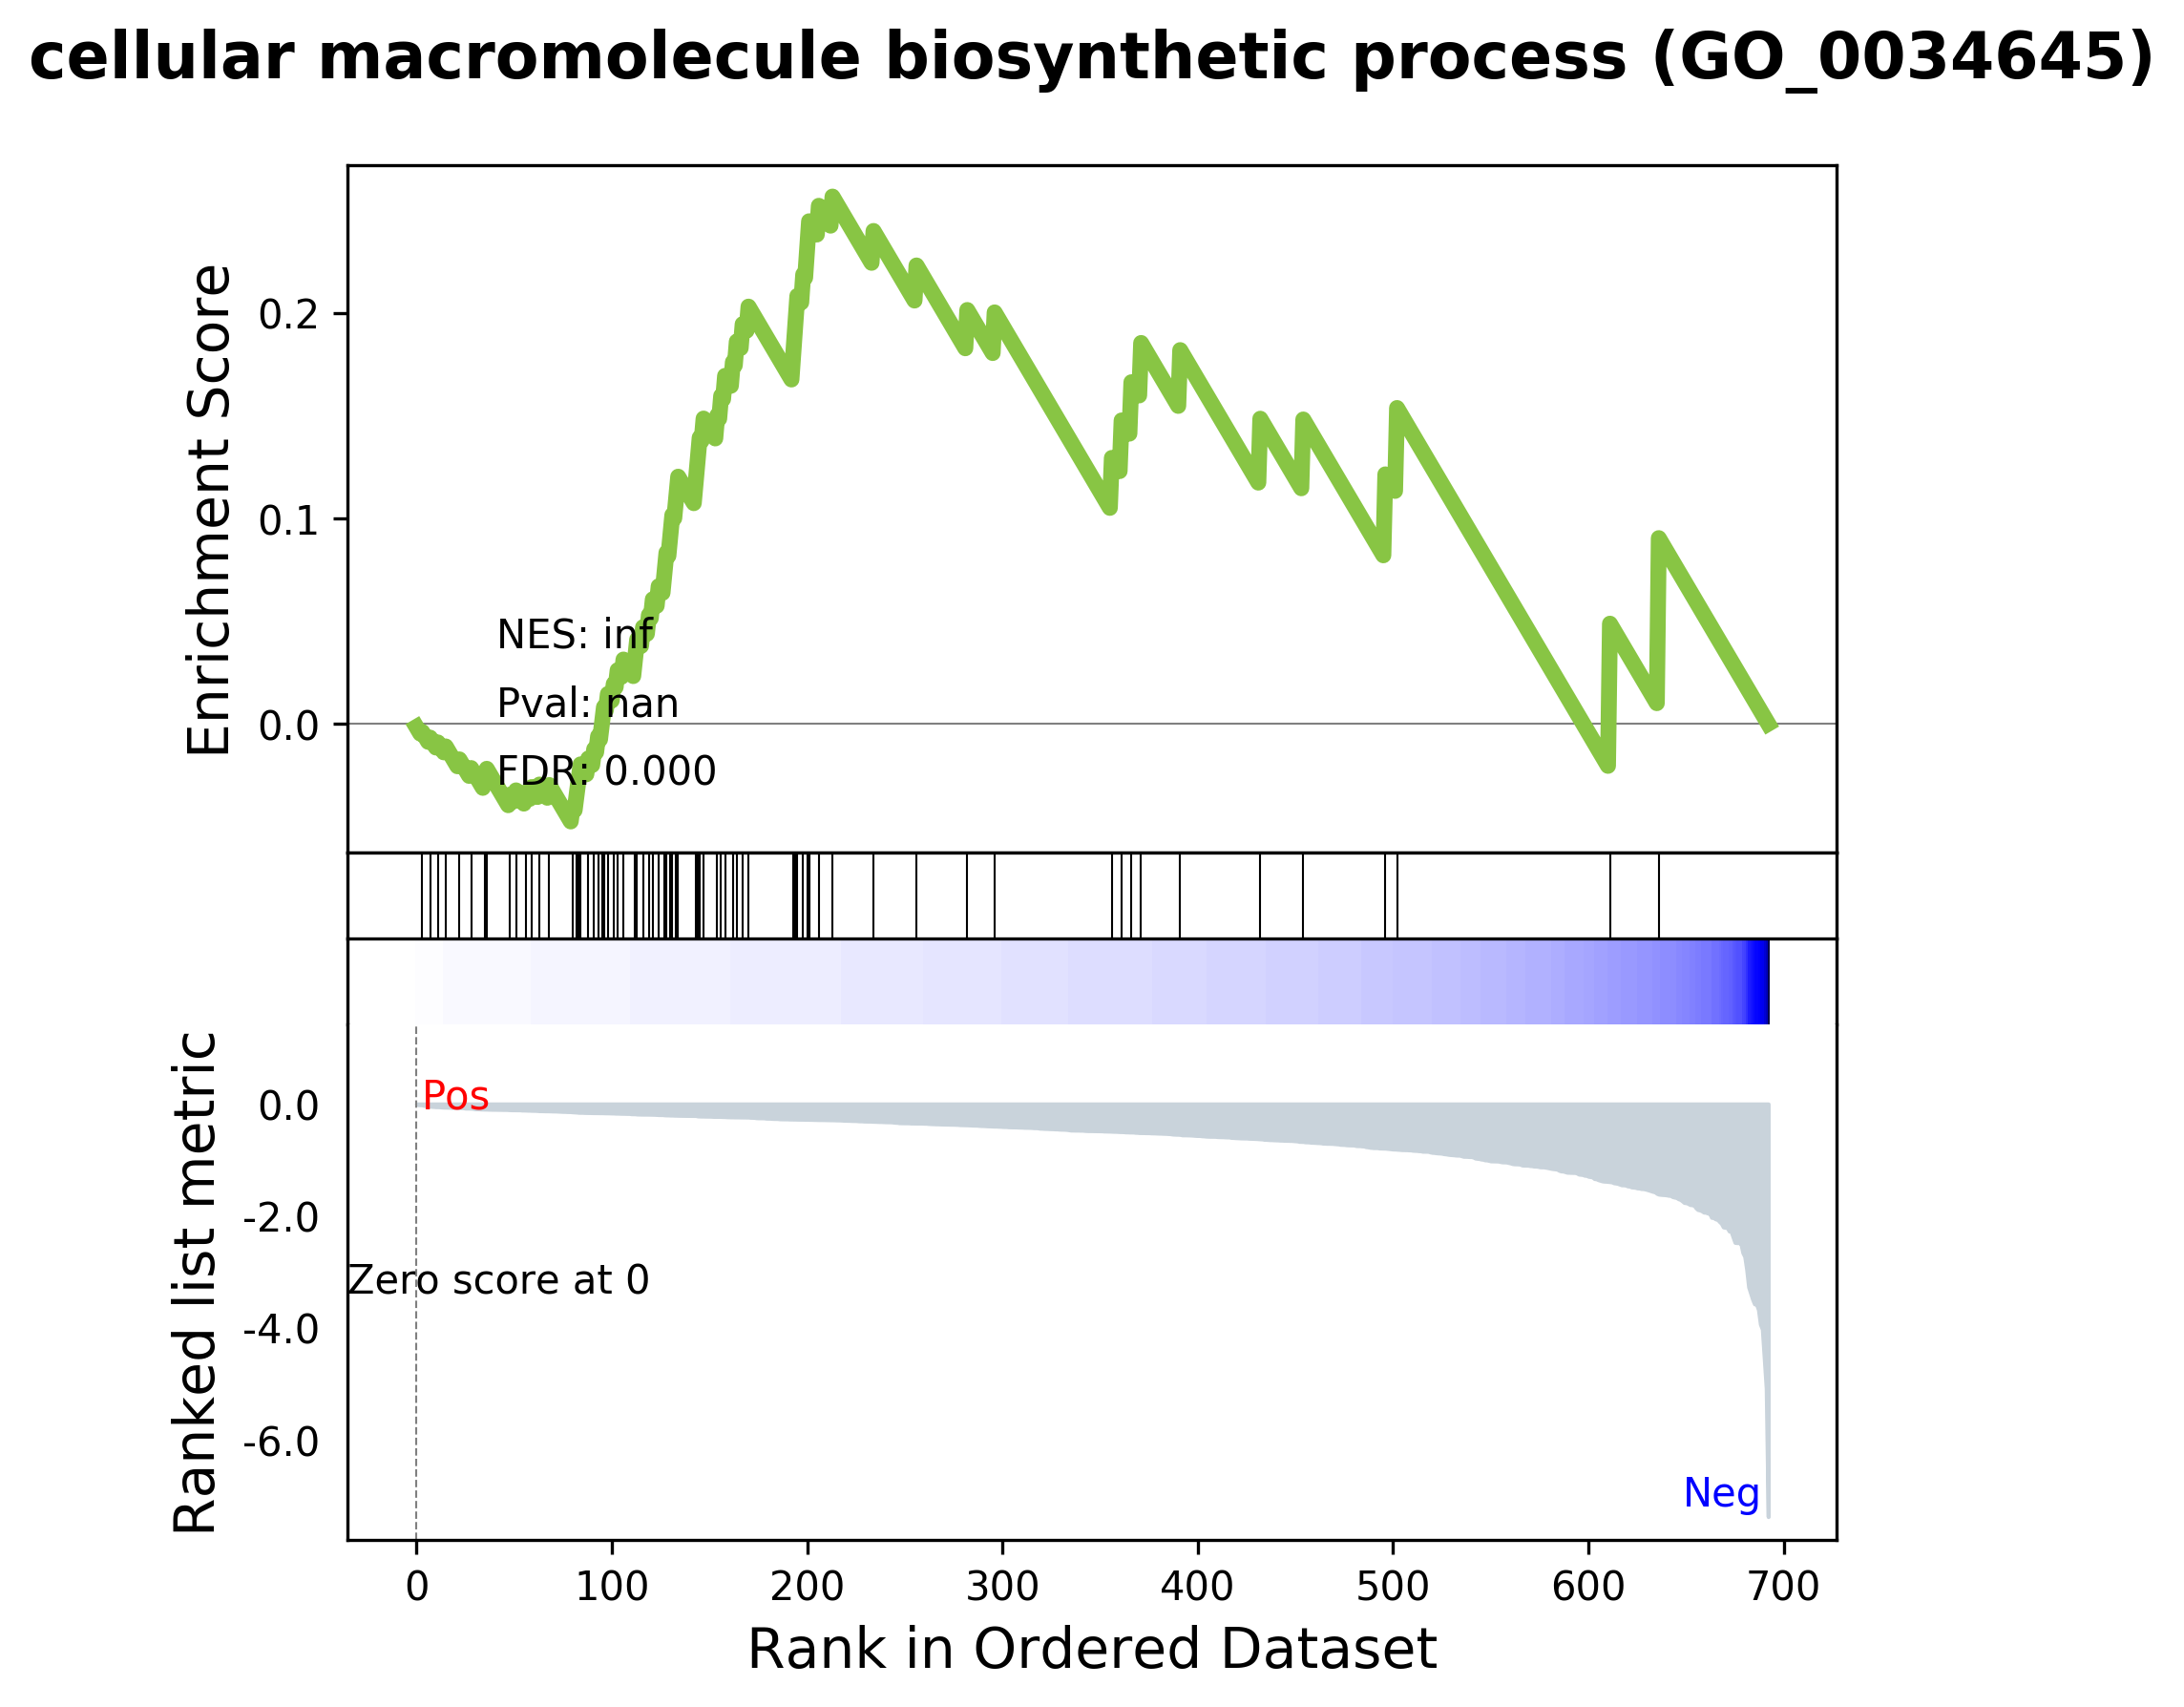 cellular macromolecule biosynthetic process (GO_0034645)
Enrichment Score
0.2
0.1
0.0
NES: inf
Pval: nan
FDR: 0.000
Ranked list metric
0.0
-2.0
-4.0
-6.0
Pos
Zero score at 0
Neg
0 100 200 300 400 500 600 700
Rank in Ordered Dataset